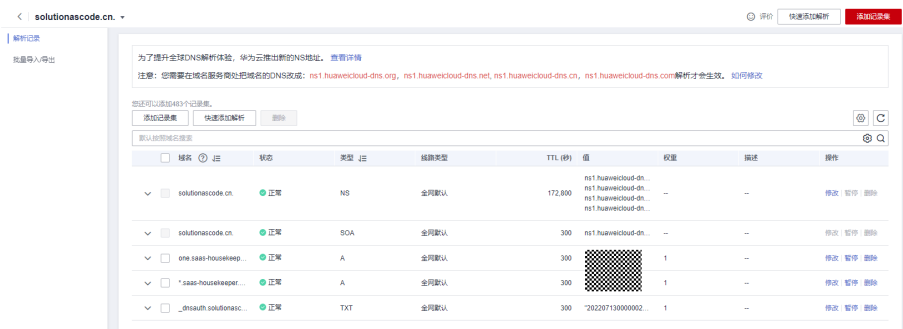 solutionascode.cn.
评价 快速添加解析 添加记录集
解析记录
批量导入/导出
为了提升全球DNS解析体验，华为云推出新的NS地址。 查看详情
注意：您需要在域名服务商处把域名的DNS改成：ns1.huaweicloud-dns.org, ns1.huaweicloud-dns.net, ns1.huaweicloud-dns.cn, ns1.huaweicloud-dns.com解析才会生效。 如何修改
您还可以添加483个记录集。
添加记录集 快速添加解析 删除
默认按照域名搜索
域名 状态 类型 线路类型 TTL (秒) 值 权重 描述 操作
ns1.huaweicloud-dn...
ns1.huaweicloud-dn...
solutionascode.cn. 正常 NS 全网默认 172,800 -- -- 修改 暂停 删除
ns1.huaweicloud-dn...
ns1.huaweicloud-dn...
solutionascode.cn. 正常 SOA 全网默认 300 ns1.huaweicloud-dn... -- -- 修改 暂停 删除
one.saas-housekeep... 正常 A 全网默认 300 1 -- 修改 暂停 删除
*.saas-housekeeper.... 正常 A 全网默认 300 1 -- 修改 暂停 删除
_dnsauth.solutionasc... 正常 TXT 全网默认 300 "202207130000002... 1 -- 修改 暂停 删除